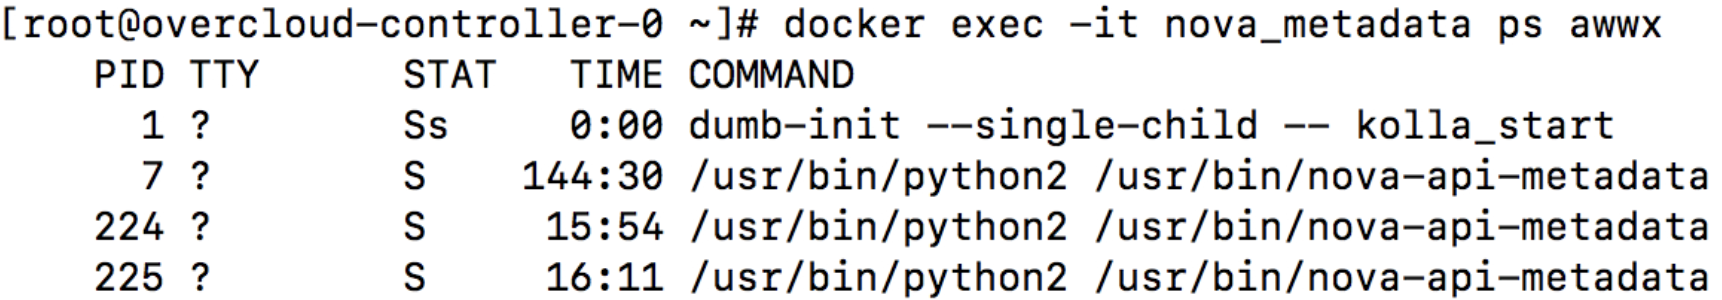 [root@overcloud-controller-0 ~]# docker exec -it nova_metadata ps awwx
PID TTY STAT TIME COMMAND
1 ? Ss 0:00 dumb-init --single-child -- kolla_start
7 ? S 144:30 /usr/bin/python2 /usr/bin/nova-api-metadata
224 ? S 15:54 /usr/bin/python2 /usr/bin/nova-api-metadata
225 ? S 16:11 /usr/bin/python2 /usr/bin/nova-api-metadata